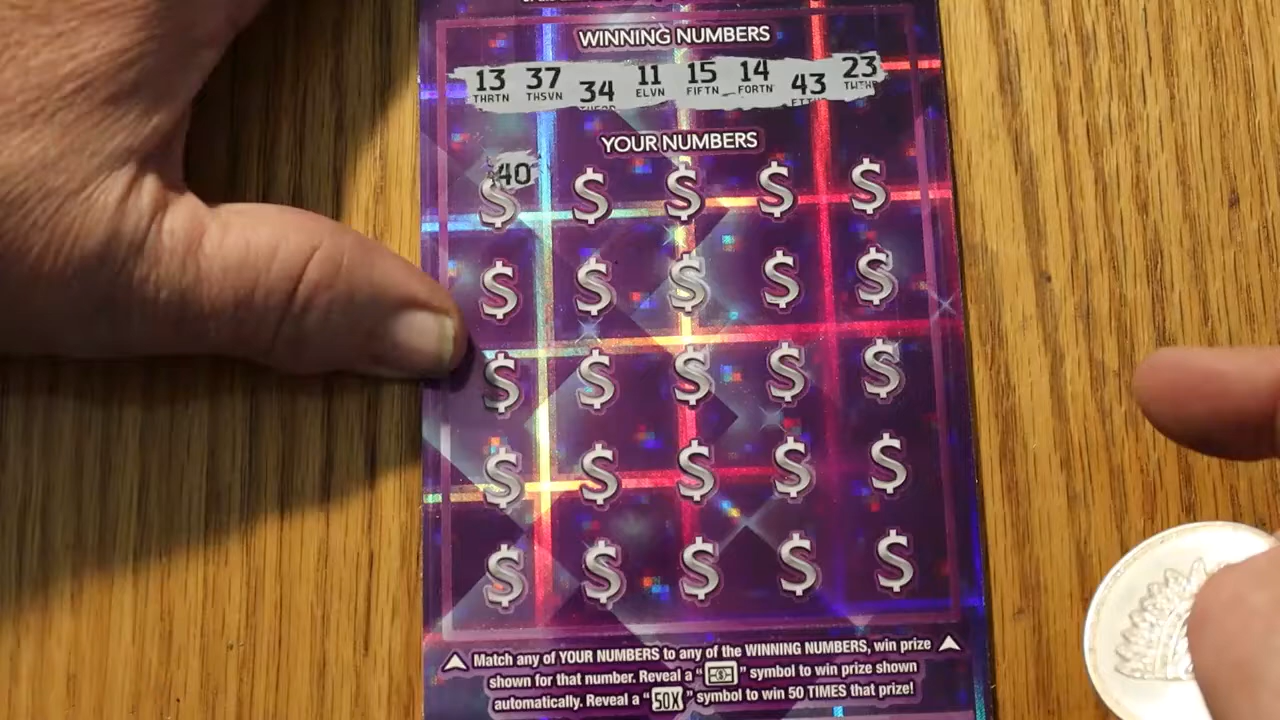 WINNING NUMBERS
13 37 34 11 15 14 43 23
THRTN THSVN ELVN FIFTN FORTN
YOUR NUMBERS
40
$ $ $ $ $
$ $ $ $ $
$ $ $ $ $
$ $ $ $ $
$ $ $ $ $
Match any of YOUR NUMBERS to any of the WINNING NUMBERS, win prize
shown for that number. Reveal a " " symbol to win prize shown
automatically. Reveal a "50X" symbol to win 50 TIMES that prize!